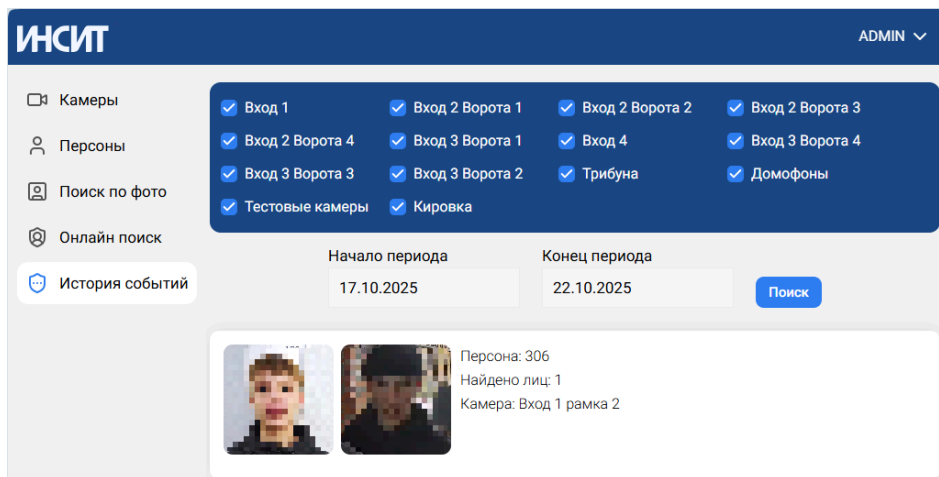 ИНСИТ
ADMIN
Камеры
Персоны
Поиск по фото
Онлайн поиск
История событий
Вход 1 Вход 2 Ворота 1 Вход 2 Ворота 2 Вход 2 Ворота 3
Вход 2 Ворота 4 Вход 3 Ворота 1 Вход 4 Вход 3 Ворота 4
Вход 3 Ворота 3 Вход 3 Ворота 2 Трибуна Домофоны
Тестовые камеры Кировка
Начало периода Конец периода
17.10.2025 22.10.2025 Поиск
Персона: 306
Найдено лиц: 1
Камера: Вход 1 рамка 2